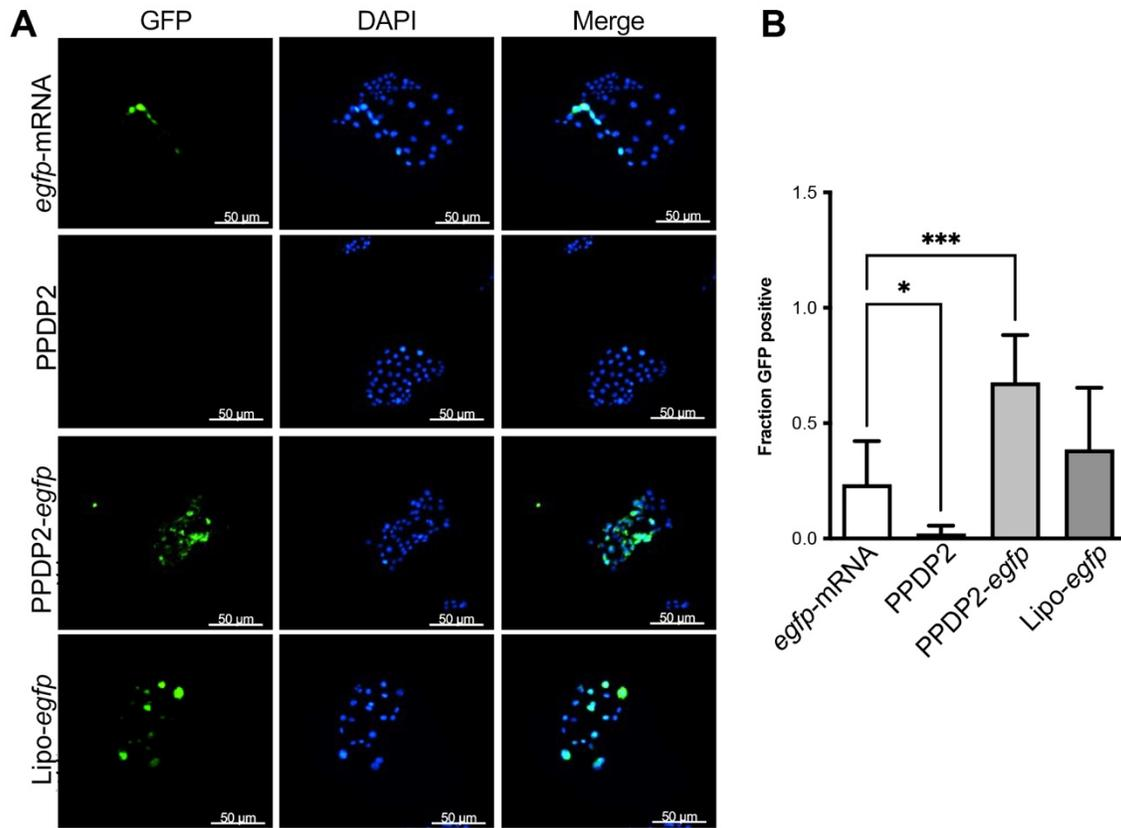 A
GFP DAPI Merge
egfp-mRNA
50 µm 50 µm 50 µm
PPDP2
50 µm 50 µm 50 µm
PPDP2-egfp
50 µm 50 µm 50 µm
Lipo-egfp
50 µm 50 µm 50 µm
B
Fraction GFP positive
1.5
1.0
0.5
0.0
***
*
egfp-mRNA
PPDP2
PPDP2-egfp
Lipo-egfp